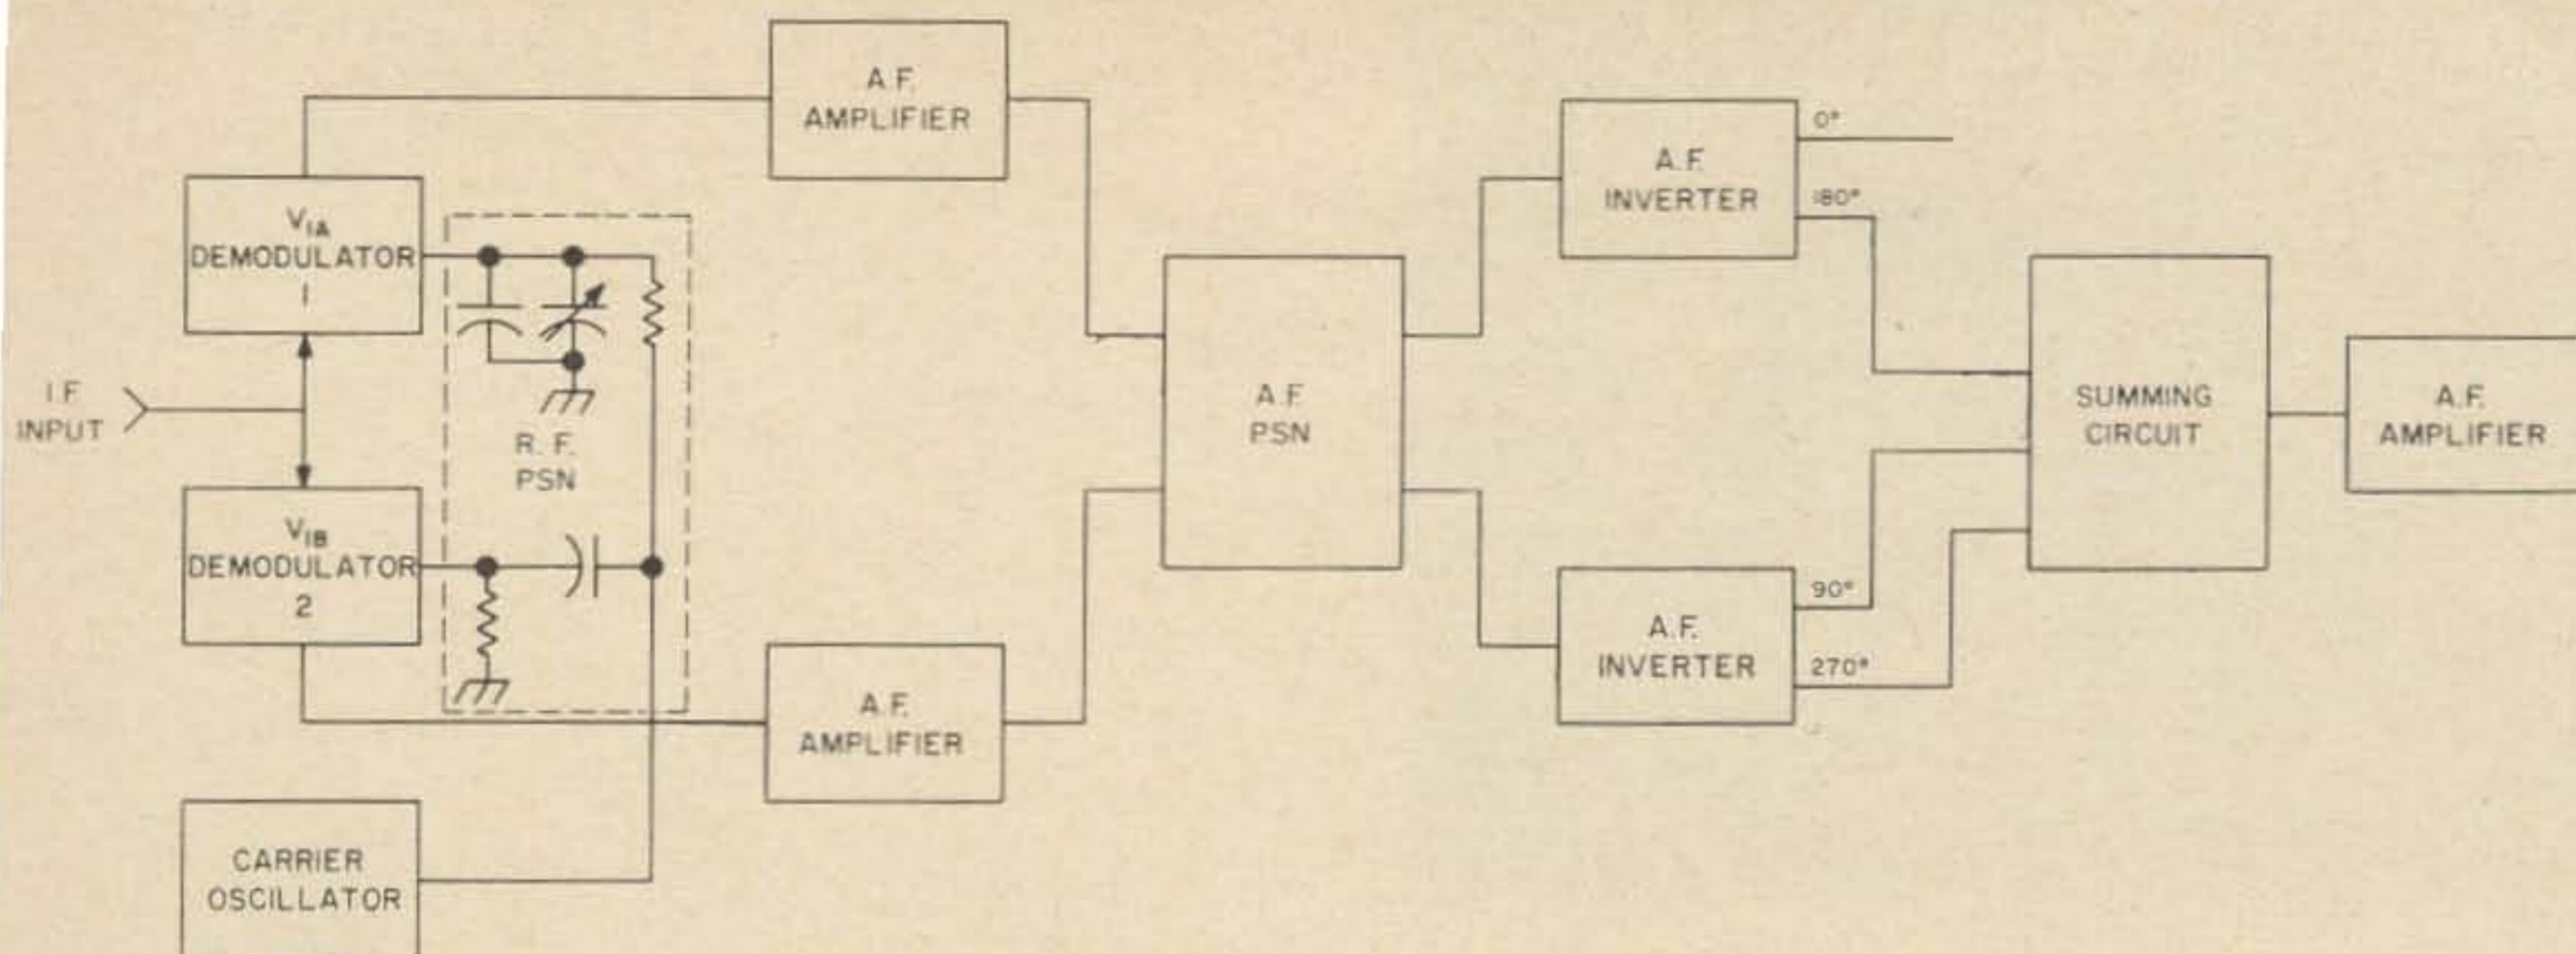 A.F.
AMPLIFIER
V1A
DEMODULATOR
1
I.F.
INPUT
R. F.
PSN
V1B
DEMODULATOR
2
A.F.
AMPLIFIER
CARRIER
OSCILLATOR
A.F.
PSN
A.F.
INVERTER
0°
180°
A.F.
INVERTER
90°
270°
SUMMING
CIRCUIT
A.F.
AMPLIFIER